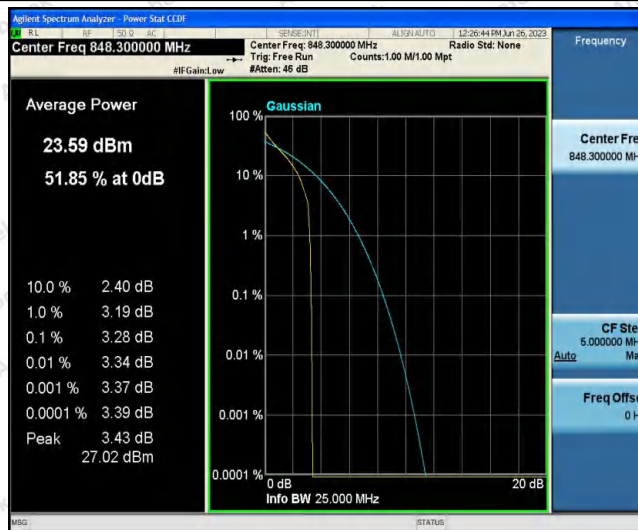 Agilent Spectrum Analyzer - Power Stat CCDF
RL RF 50 Ω AC SENSE:INT ALIGN AUTO 12:26:44 PM Jun 26, 2023
Center Freq 848.300000 MHz
Center Freq: 848.300000 MHz Radio Std: None
Trig: Free Run Counts:1.00 M/1.00 Mpt
#IFGain:Low #Atten: 46 dB
Frequency
Average Power
23.59 dBm
51.85 % at 0dB
10.0 % 2.40 dB
1.0 % 3.19 dB
0.1 % 3.28 dB
0.01 % 3.34 dB
0.001 % 3.37 dB
0.0001 % 3.39 dB
Peak 3.43 dB
27.02 dBm
Gaussian
100 %
10 %
1 %
0.1 %
0.01 %
0.001 %
0.0001 %
0 dB 20 dB
Info BW 25.000 MHz
Center Fre
848.300000 MH
CF Ste
5.000000 MH
Auto Ma
Freq Offse
0 H
MSG STATUS